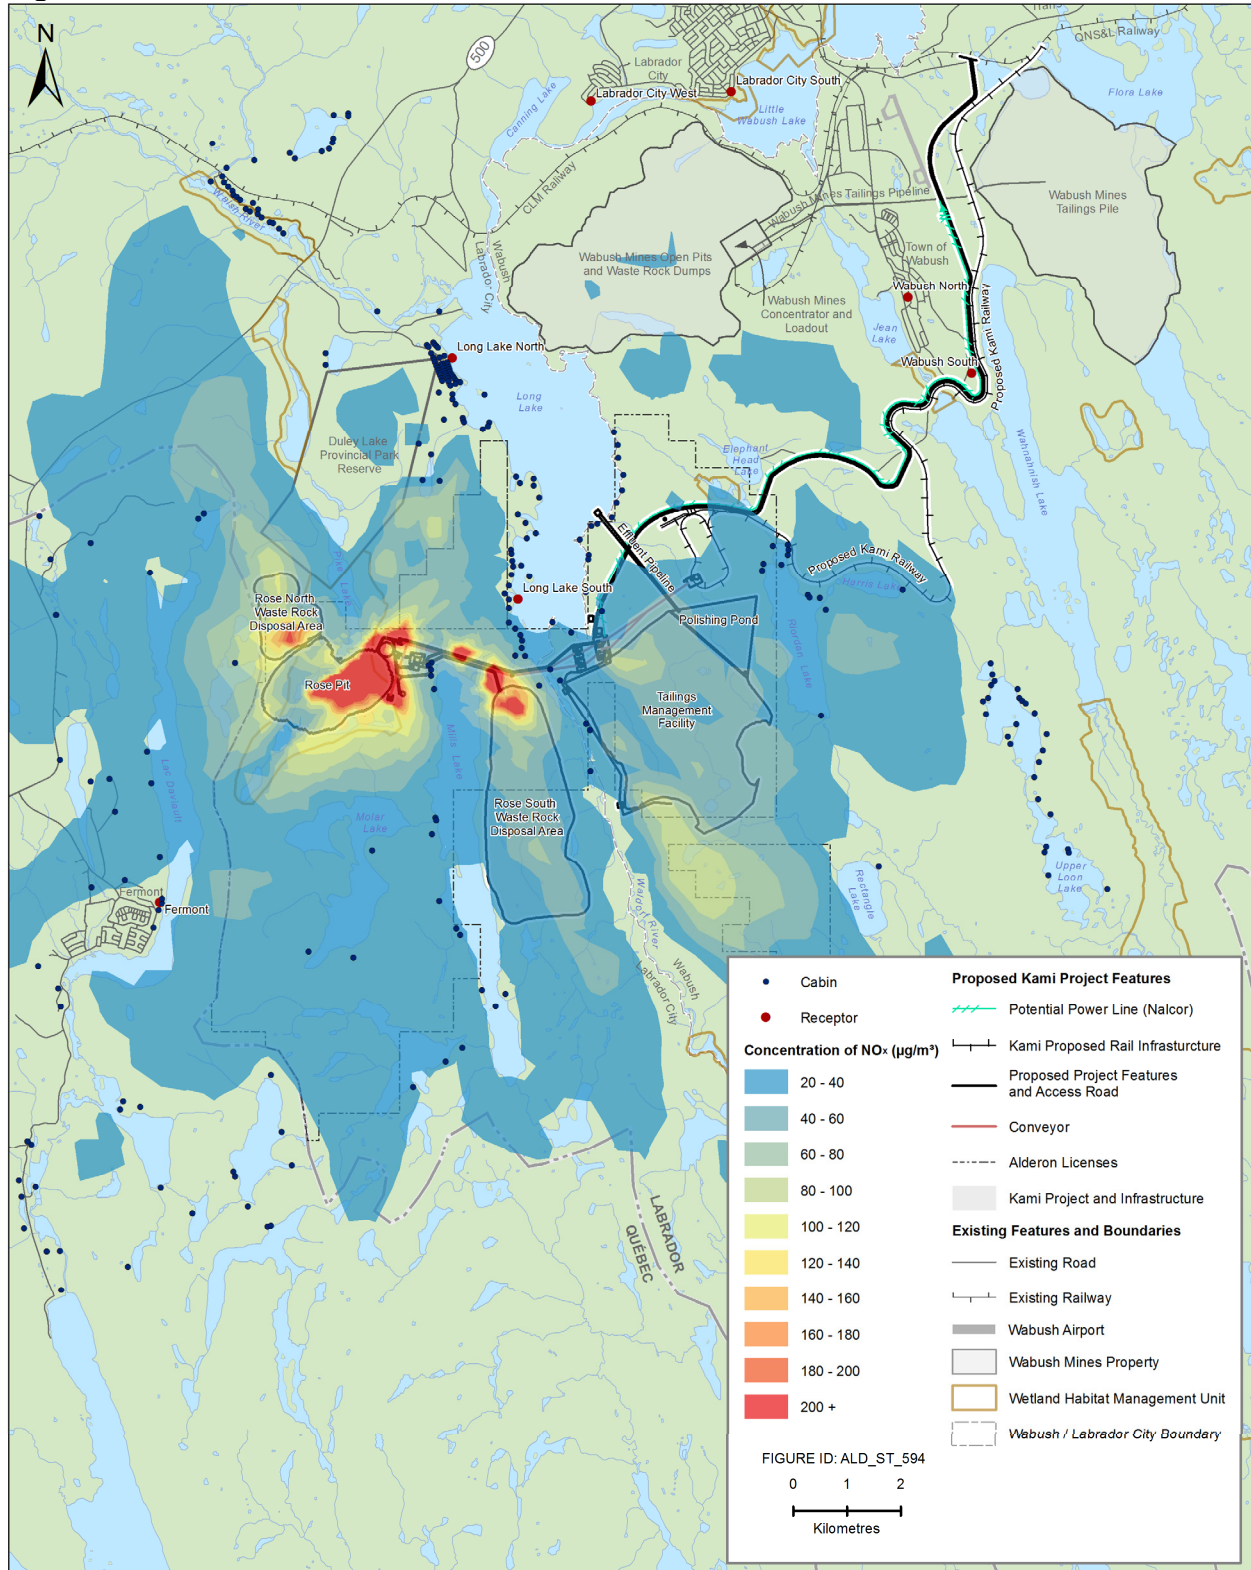 N
500
Trans
QNS&L Railway
Labrador
City
Labrador City South
Labrador City West
Flora Lake
Canning Lake
Little
Wabush Lake
CLM Railway
Wabush Mines Tailings Pipeline
Wabush Mines
Tailings Pile
Walsh River
Wabush
Labrador City
Wabush Mines Open Pits
and Waste Rock Dumps
Town of
Wabush
Wabuch North
Wabush Mines
Concentrator and
Loadout
Jean
Lake
Proposed Kami Railway
Long Lake North
Wabush South
Long
Lake
Duley Lake
Provincial Park
Reserve
Elephant
Head
Lake
Wahnahnish Lake
Effluent Pipeline
Proposed Kami Railway
Harris Lake
Pike Lake
Long Lake South
Rose North
Waste Rock
Disposal Area
Polishing Pond
Riordan Lake
Rose Pit
Tailings
Management
Facility
Mills Lake
Lac Daviault
Rose South
Waste Rock
Disposal Area
Molar
Lake
Upper
Loon
Lake
Rectangle
Lake
Fermont
Fermont
Waldorf River
Wabush
Labrador City
LABRADOR
QUÉBEC
Cabin
Receptor
Concentration of NOx (µg/m³)
20 - 40
40 - 60
60 - 80
80 - 100
100 - 120
120 - 140
140 - 160
160 - 180
180 - 200
200 +
Proposed Kami Project Features
Potential Power Line (Nalcor)
Kami Proposed Rail Infrasturcture
Proposed Project Features
and Access Road
Conveyor
Alderon Licenses
Kami Project and Infrastructure
Existing Features and Boundaries
Existing Road
Existing Railway
Wabush Airport
Wabush Mines Property
Wetland Habitat Management Unit
Wabush / Labrador City Boundary
FIGURE ID: ALD_ST_594
0 1 2
Kilometres